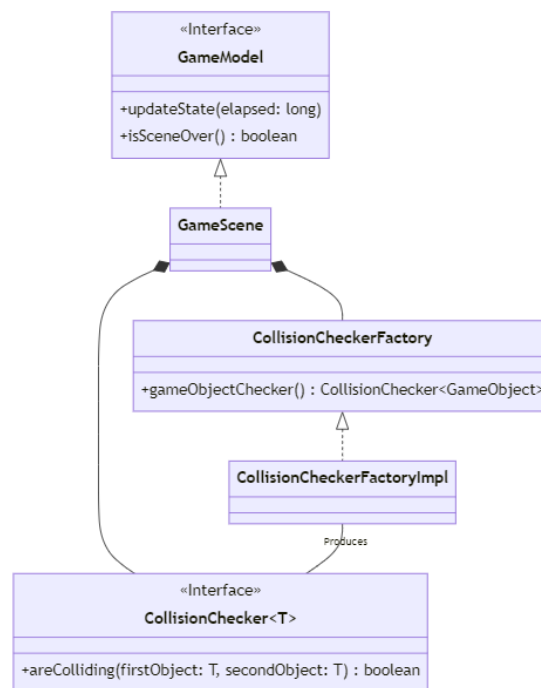 «Interface»
GameModel
+updateState(elapsed: long)
+isSceneOver() : boolean
GameScene
CollisionCheckerFactory
+gameObjectChecker() : CollisionChecker<GameObject>
CollisionCheckerFactoryImpl
Produces
«Interface»
CollisionChecker<T>
+areColliding(firstObject: T, secondObject: T) : boolean